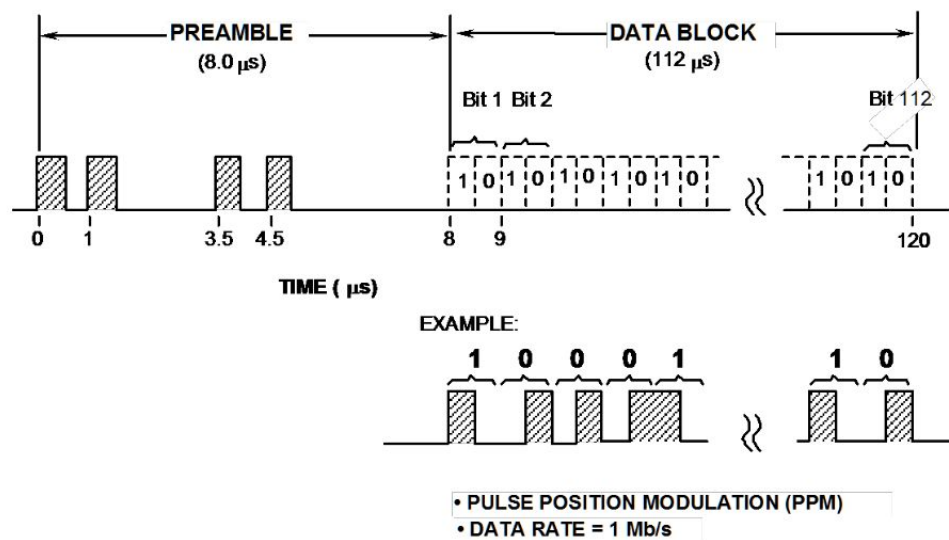 PREAMBLE DATA BLOCK
(8.0 µs) (112 µs)
Bit 1 Bit 2 Bit 112
1 0 1 0 1 0 1 0 1 0 1 0 1 0
0 1 3.5 4.5 8 9 120
TIME ( µs)
EXAMPLE:
1 0 0 0 1 1 0
• PULSE POSITION MODULATION (PPM)
• DATA RATE = 1 Mb/s